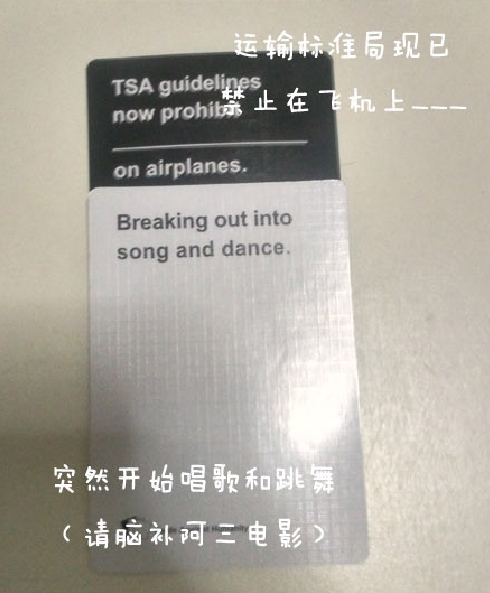 运输标准局现已
禁止在飞机上___
TSA guidelines
now prohibit
__________
on airplanes.
Breaking out into
song and dance.
突然开始唱歌和跳舞
（请脑补阿三电影）
Humanity